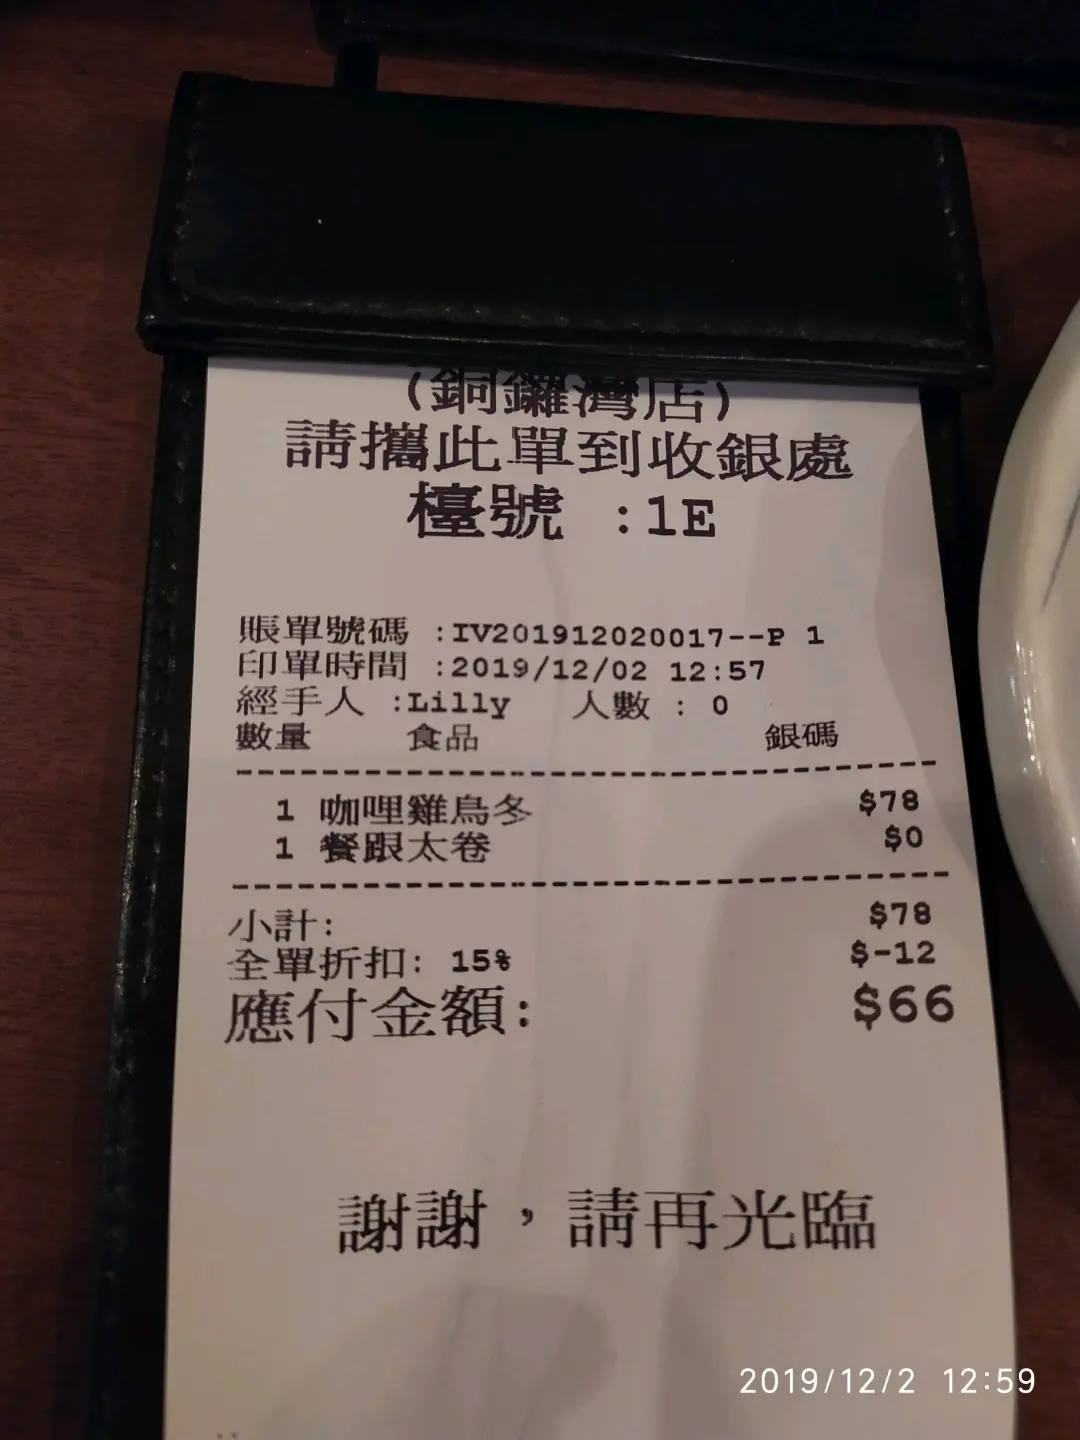 (銅鑼灣店)
請攜此單到收銀處
檯號 :1E
賬單號碼 :IV201912020017--P 1
印單時間 :2019/12/02 12:57
經手人 :Lilly 人數 : 0
數量 食品 銀碼
1 咖哩雞烏冬 $78
1 餐跟太卷 $0
小計: $78
全單折扣: 15% $-12
應付金額: $66
謝謝，請再光臨
2019/12/2 12:59